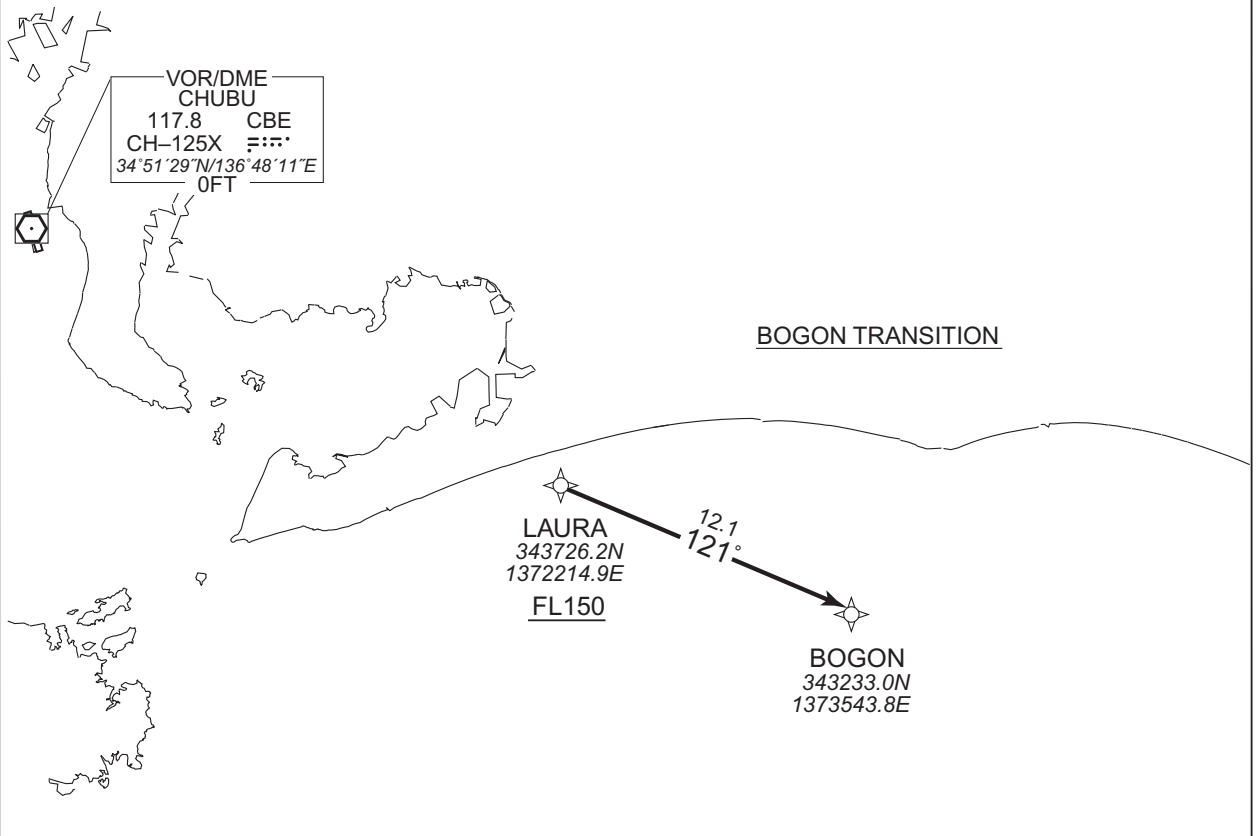 VOR/DME
CHUBU
117.8 CBE
CH–125X
34°51´29˝N/136°48´11˝E
0FT
BOGON TRANSITION
LAURA
343726.2N
1372214.9E
FL150
12.1
121°
BOGON
343233.0N
1373543.8E